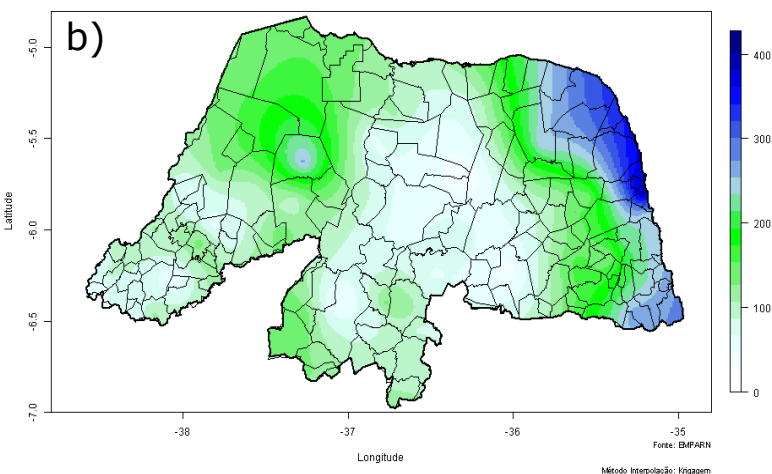 b)
400
300
200
100
0
-5.0
-5.5
-6.0
-6.5
-7.0
Latitude
-38
-37
-36
-35
Longitude
Fonte: EMPARN
Método Interpolação: Krigagem